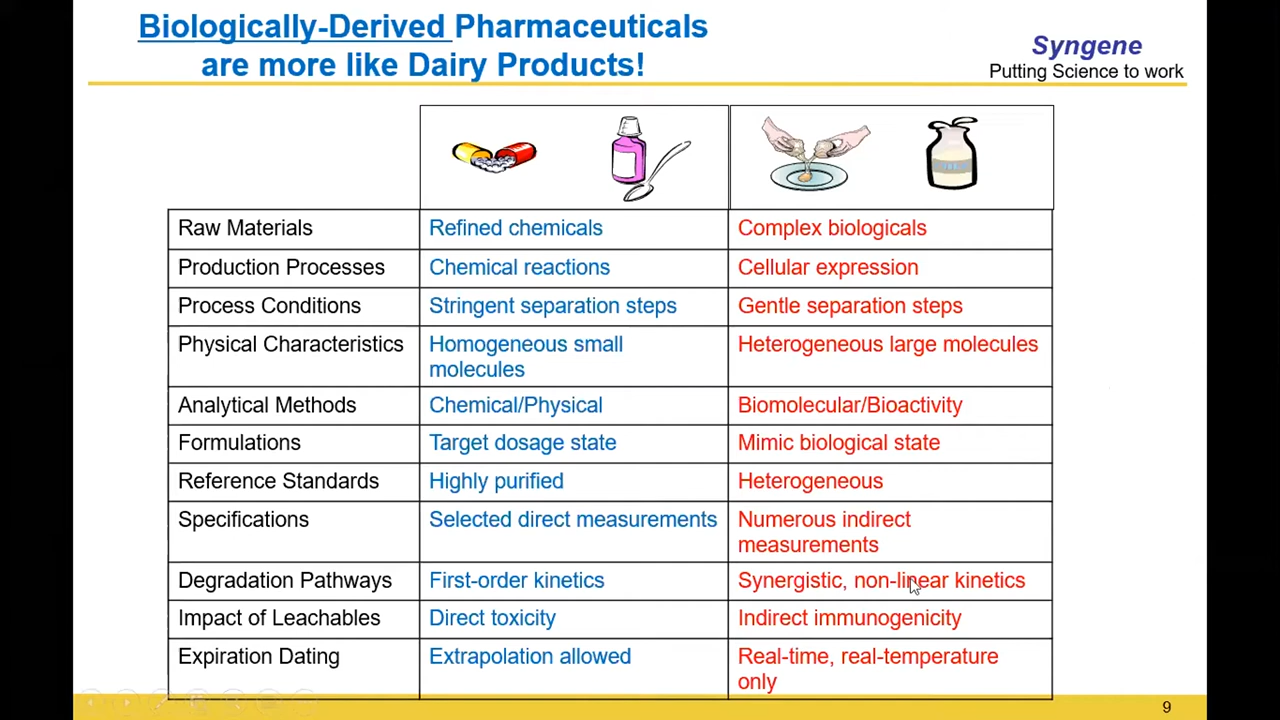 Biologically-Derived Pharmaceuticals
are more like Dairy Products!
Syngene
Putting Science to work
Raw Materials Refined chemicals Complex biologicals
Production Processes Chemical reactions Cellular expression
Process Conditions Stringent separation steps Gentle separation steps
Physical Characteristics Homogeneous small molecules Heterogeneous large molecules
Analytical Methods Chemical/Physical Biomolecular/Bioactivity
Formulations Target dosage state Mimic biological state
Reference Standards Highly purified Heterogeneous
Specifications Selected direct measurements Numerous indirect measurements
Degradation Pathways First-order kinetics Synergistic, non-linear kinetics
Impact of Leachables Direct toxicity Indirect immunogenicity
Expiration Dating Extrapolation allowed Real-time, real-temperature only
9